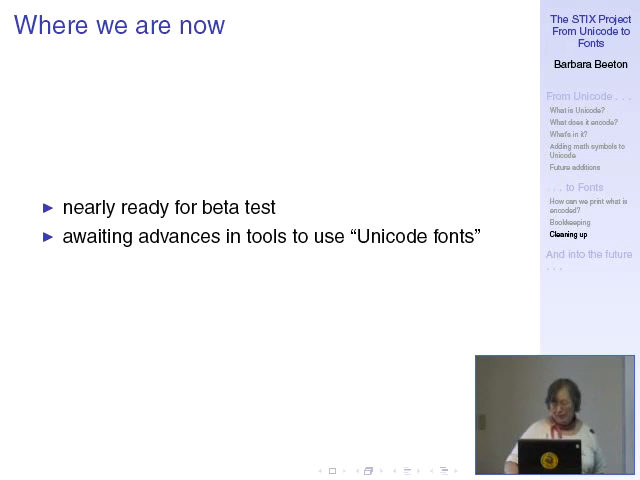 Where we are now
nearly ready for beta test
awaiting advances in tools to use “Unicode fonts”
The STIX Project
From Unicode to
Fonts
Barbara Beeton
From Unicode . . .
What is Unicode?
What does it encode?
What's in it?
Adding math symbols to
Unicode
Future additions
. . . to Fonts
How can we print what is
encoded?
Bookkeeping
Cleaning up
And into the future
. . .